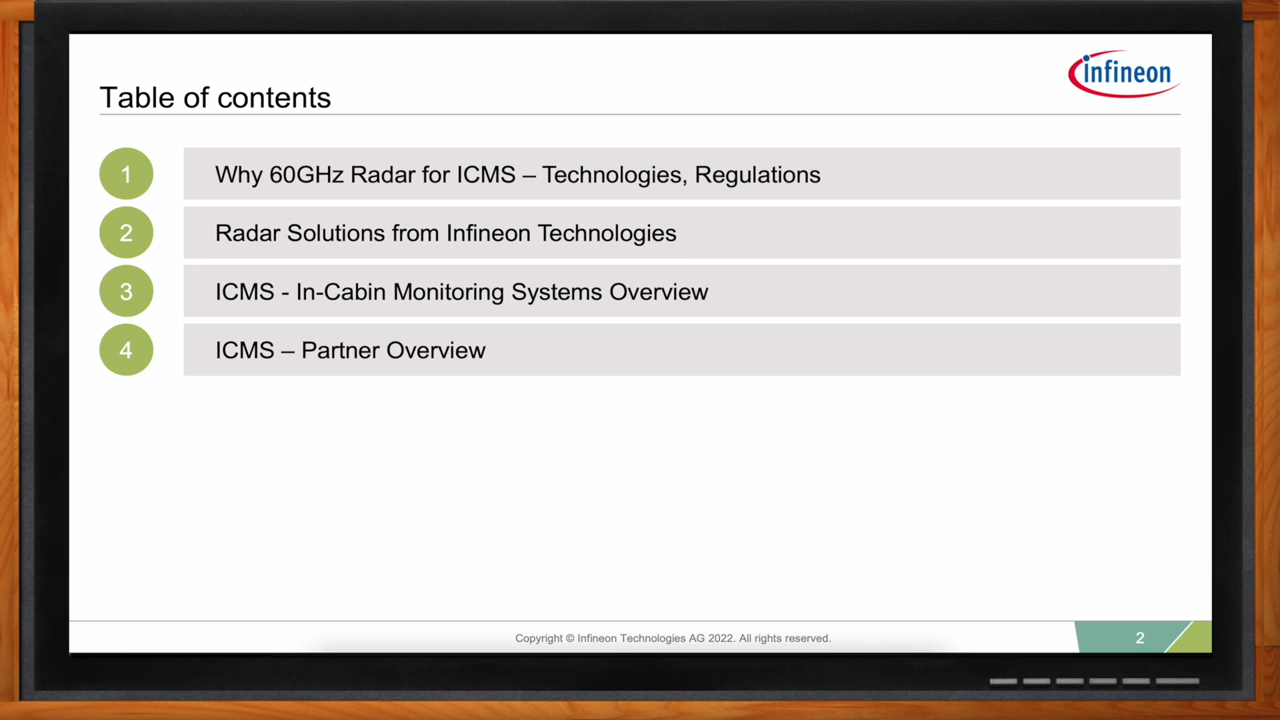 Table of contents
infineon
1 Why 60GHz Radar for ICMS – Technologies, Regulations
2 Radar Solutions from Infineon Technologies
3 ICMS - In-Cabin Monitoring Systems Overview
4 ICMS – Partner Overview
Copyright © Infineon Technologies AG 2022. All rights reserved.
2